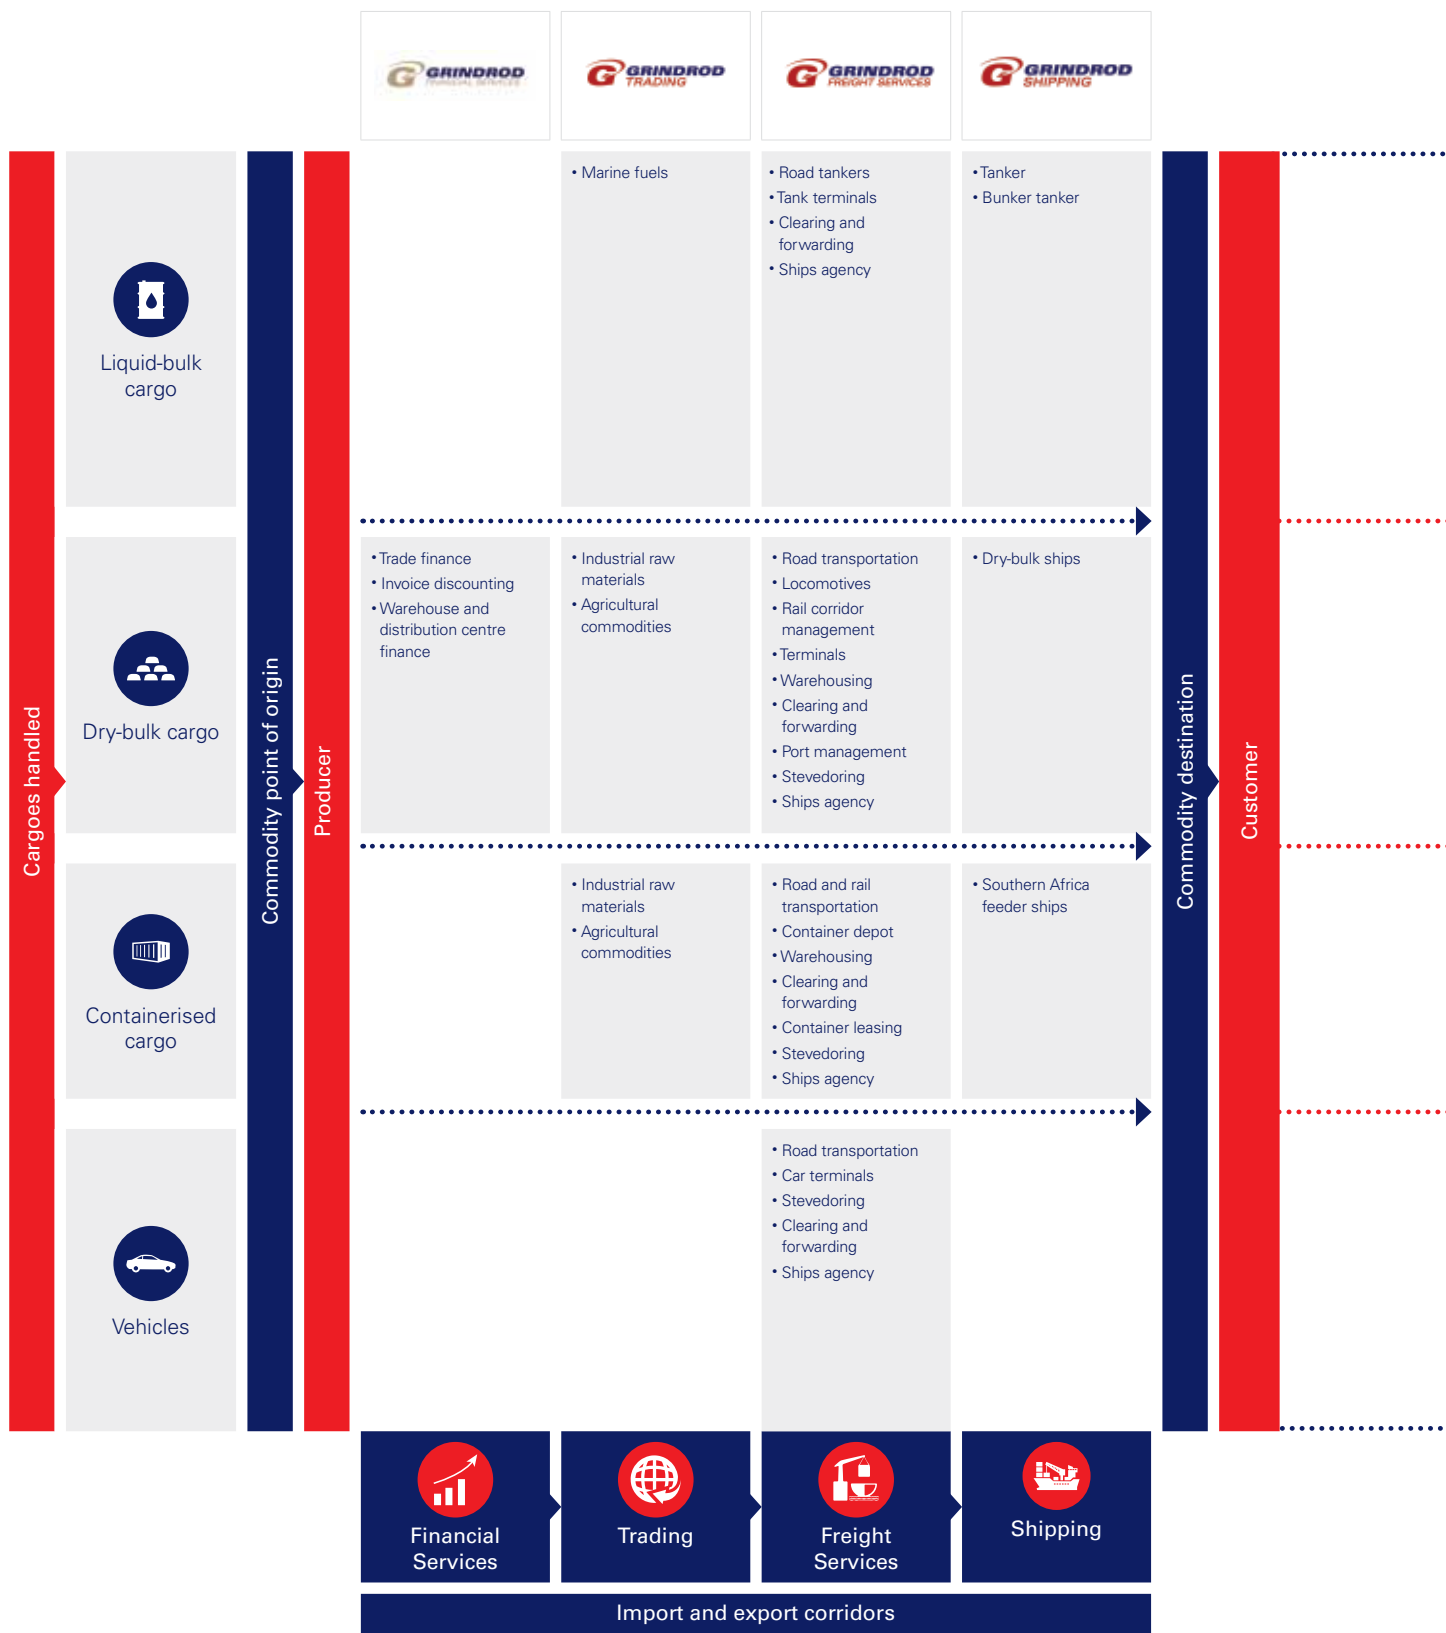 GRINDROD
FINANCIAL SERVICES
GRINDROD
TRADING
GRINDROD
FREIGHT SERVICES
GRINDROD
SHIPPING
Cargoes handled
Commodity point of origin
Producer
Liquid-bulk
cargo
• Marine fuels
• Road tankers
• Tank terminals
• Clearing and
forwarding
• Ships agency
• Tanker
• Bunker tanker
Dry-bulk cargo
• Trade finance
• Invoice discounting
• Warehouse and
distribution centre
finance
• Industrial raw
materials
• Agricultural
commodities
• Road transportation
• Locomotives
• Rail corridor
management
• Terminals
• Warehousing
• Clearing and
forwarding
• Port management
• Stevedoring
• Ships agency
• Dry-bulk ships
Containerised
cargo
• Industrial raw
materials
• Agricultural
commodities
• Road and rail
transportation
• Container depot
• Warehousing
• Clearing and
forwarding
• Container leasing
• Stevedoring
• Ships agency
• Southern Africa
feeder ships
Vehicles
• Road transportation
• Car terminals
• Stevedoring
• Clearing and
forwarding
• Ships agency
Commodity destination
Customer
Financial
Services
Trading
Freight
Services
Shipping
Import and export corridors